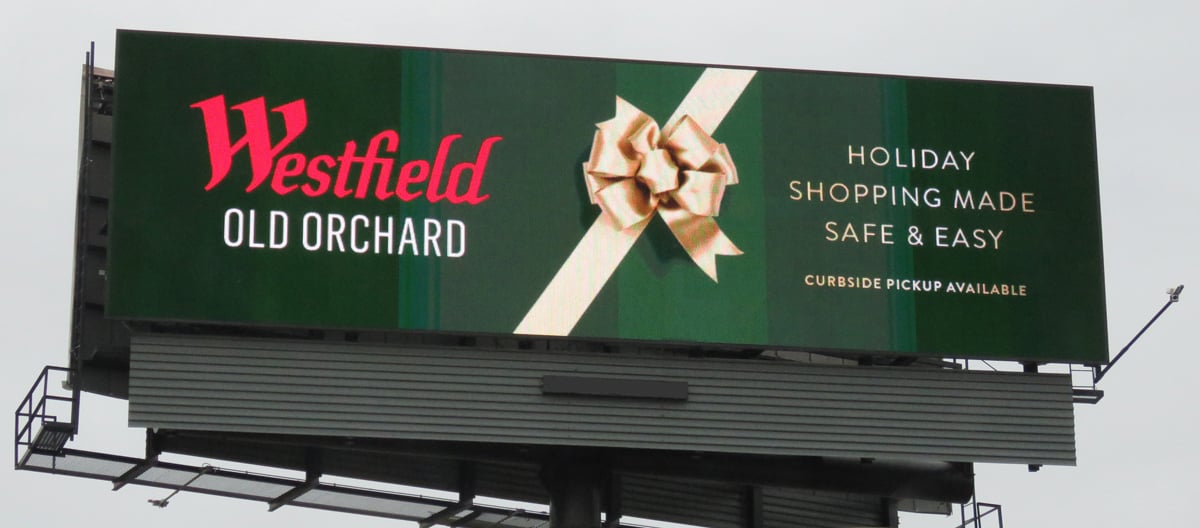 Westfield
OLD ORCHARD
HOLIDAY
SHOPPING MADE
SAFE & EASY
CURBSIDE PICKUP AVAILABLE